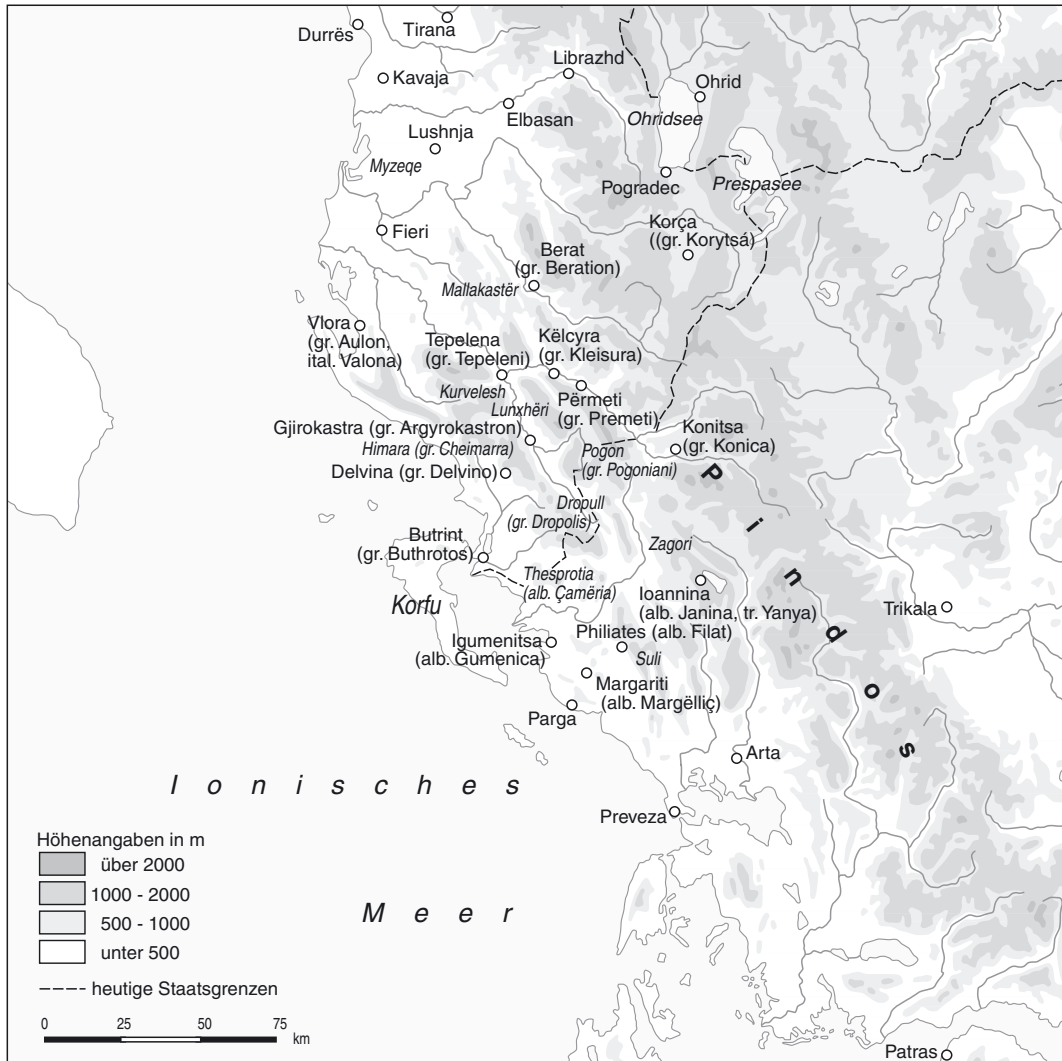 Tirana
Durrës
Librazhd
Kavaja
Ohrid
Elbasan
Ohridsee
Lushnja
Myzeqe
Pogradec
Prespasee
Korça
((gr. Korytsá)
Fieri
Berat
(gr. Beration)
Mallakastër
Vlora
(gr. Aulon,
ital. Valona)
Tepelena
(gr. Tepeleni)
Këlcyra
(gr. Kleisura)
Kurvelesh
Lunxhëri
Përmeti
(gr. Premeti)
Gjirokastra (gr. Argyrokastron)
Himara (gr. Cheimarra)
Konitsa
(gr. Konica)
Pogon
(gr. Pogoniani)
Delvina (gr. Delvino)
Pindos
Dropull
(gr. Dropolis)
Butrint
(gr. Buthrotos)
Zagori
Thesprotia
(alb. Çamëria)
Korfu
Ioannina
(alb. Janina, tr. Yanya)
Trikala
Igumenitsa
(alb. Gumenica)
Philiates (alb. Filat)
Suli
Margariti
(alb. Margëlliç)
Parga
Arta
Ionisches
Preveza
Meer
Höhenangaben in m
über 2000
1000 - 2000
500 - 1000
unter 500
heutige Staatsgrenzen
0 25 50 75
km
Patras